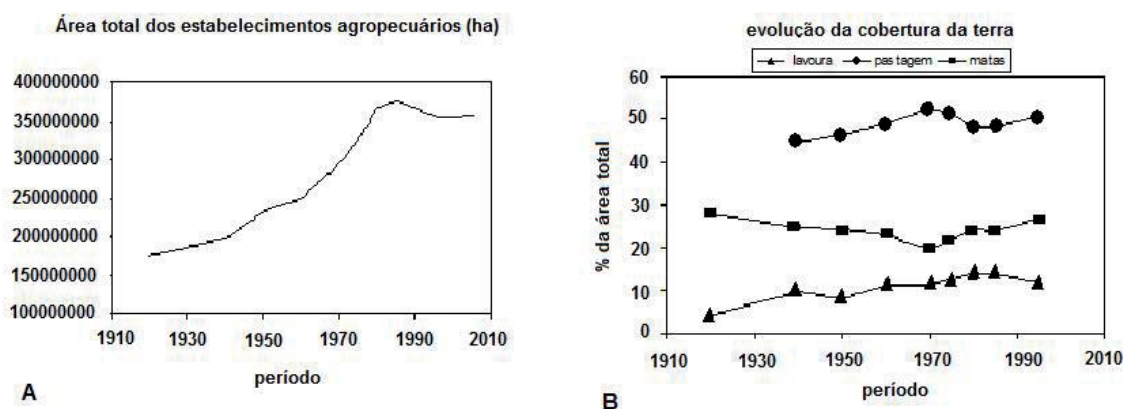 Área total dos estabelecimentos agropecuários (ha)
400000000
350000000
300000000
250000000
200000000
150000000
100000000
1910 1930 1950 1970 1990 2010
período
A
evolução da cobertura da terra
lavoura pastagem matas
% da área total
60
50
40
30
20
10
0
1910 1930 1950 1970 1990 2010
período
B